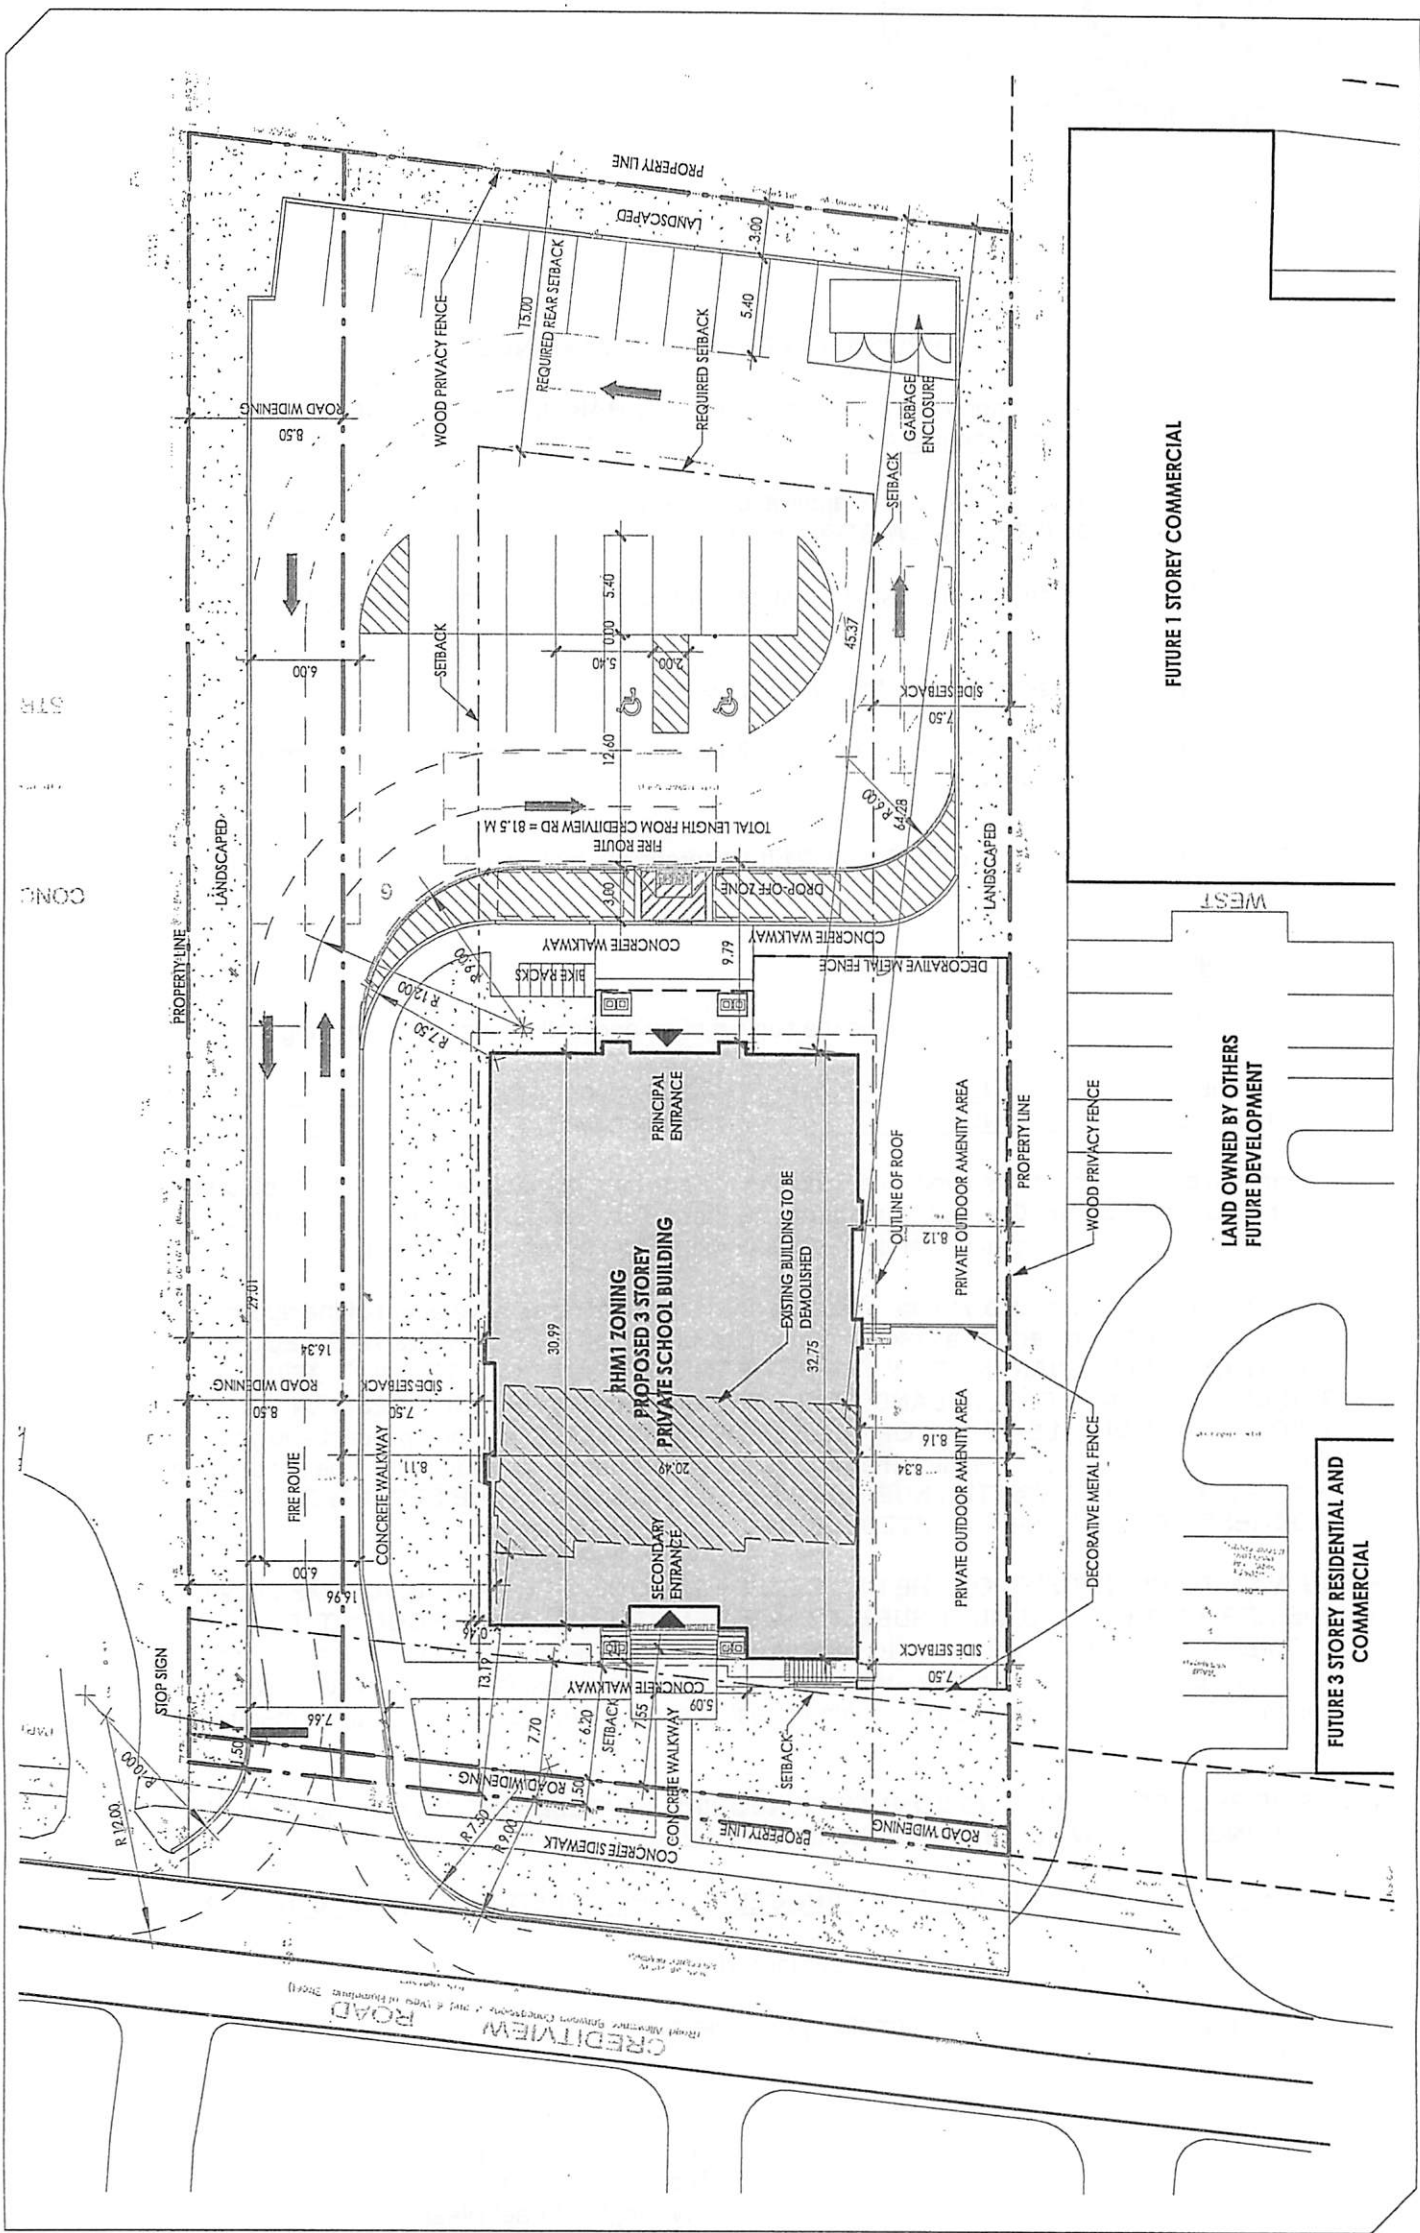 PROPERTY LINE
WOOD PRIVACY FENCE
LANDSCAPED
3.00
15.00
REQUIRED REAR SETBACK
5.40
REQUIRED SETBACK
8.50
ROAD WIDENING
GARBAGE
ENCLOSURE
SETBACK
SETBACK
5.40
0.00
5.40
2.00
12.60
45.37
6.00
SIDE SETBACK
7.50
STR
CONC
PROPERTY LINE
LANDSCAPED
FIRE ROUTE
TOTAL LENGTH FROM CREDITVIEW RD = 81.5 M
R 6.00
64.28
3.00
DROP-OFF ZONE
LANDSCAPED
6
CONCRETE WALKWAY
CONCRETE WALKWAY
9.79
DECORATIVE METAL FENCE
BIKE RACKS
R 9.00
R 12.00
R 7.50
PRINCIPAL
ENTRANCE
FUTURE 1 STOREY COMMERCIAL
WEST
LAND OWNED BY OTHERS
FUTURE DEVELOPMENT
WOOD PRIVACY FENCE
PROPERTY LINE
PRIVATE OUTDOOR AMENITY AREA
OUTLINE OF ROOF
8.12
29.01
16.34
30.99
RHM1 ZONING
PROPOSED 3 STOREY
PRIVATE SCHOOL BUILDING
EXISTING BUILDING TO BE
DEMOLISHED
32.75
ROAD WIDENING
8.50
SIDE SETBACK
7.50
8.11
20.49
8.16
8.34
PRIVATE OUTDOOR AMENITY AREA
DECORATIVE METAL FENCE
FIRE ROUTE
CONCRETE WALKWAY
6.00
16.96
SECONDARY
ENTRANCE
0.46
13.19
SIDE SETBACK
7.50
STOP SIGN
7.66
1.50
CONCRETE WALKWAY
5.09
7.70
6.20
SETBACK
7.55
SETBACK
1.50
ROAD WIDENING
CONCRETE WALKWAY
PROPERTY LINE
ROAD WIDENING
R 10.00
R 12.00
R 7.50
R 9.00
CONCRETE SIDEWALK
FUTURE 3 STOREY RESIDENTIAL AND
COMMERCIAL
CREDITVIEW ROAD